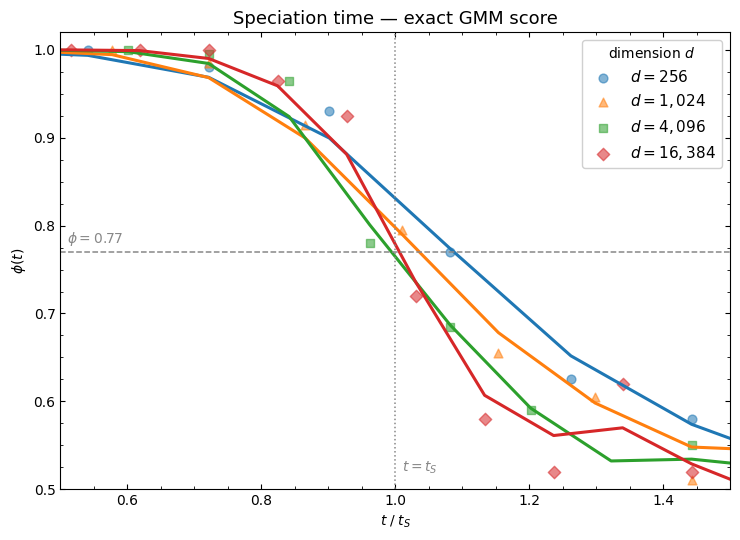 Speciation time — exact GMM score
dimension d
d = 256
d = 1,024
d = 4,096
d = 16,384
ϕ = 0.77
t = t_S
ϕ(t)
1.0
0.9
0.8
0.7
0.6
0.5
0.6
0.8
1.0
1.2
1.4
t / t_S